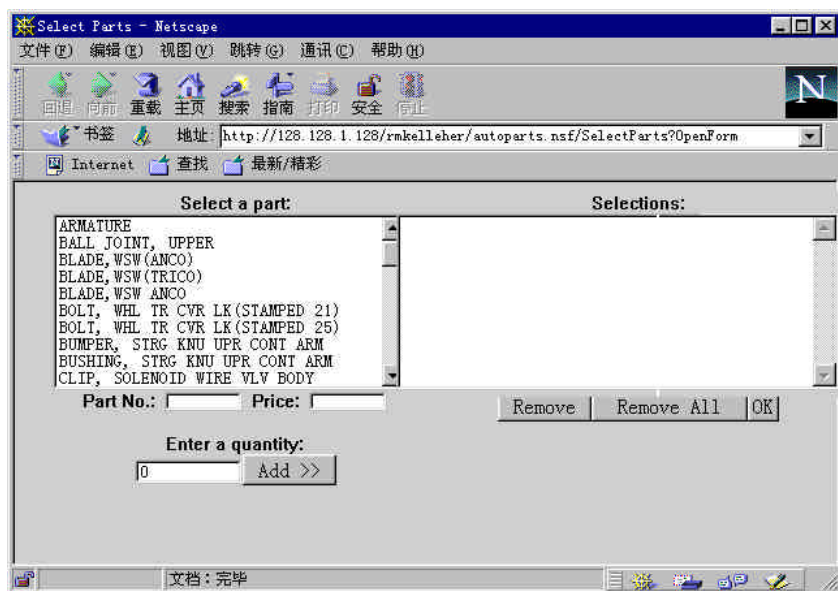 Select Parts - Netscape
文件(F) 编辑(E) 视图(V) 跳转(G) 通讯(C) 帮助(H)
回退 向前 重载 主页 搜索 指南 打印 安全 停止
N
书签 地址: http://128.128.1.128/rmkelleher/autoparts.nsf/SelectParts?OpenForm
Internet 查找 最新/精彩
Select a part: Selections:
ARMATURE
BALL JOINT, UPPER
BLADE,WSW(ANCO)
BLADE,WSW(TRICO)
BLADE,WSW ANCO
BOLT, WHL TR CVR LK(STAMPED 21)
BOLT, WHL TR CVR LK(STAMPED 25)
BUMPER, STRG KNU UPR CONT ARM
BUSHING, STRG KNU UPR CONT ARM
CLIP, SOLENOID WIRE VLV BODY
Part No.: Price:
Remove Remove All OK
Enter a quantity:
0 Add >>
文档:完毕